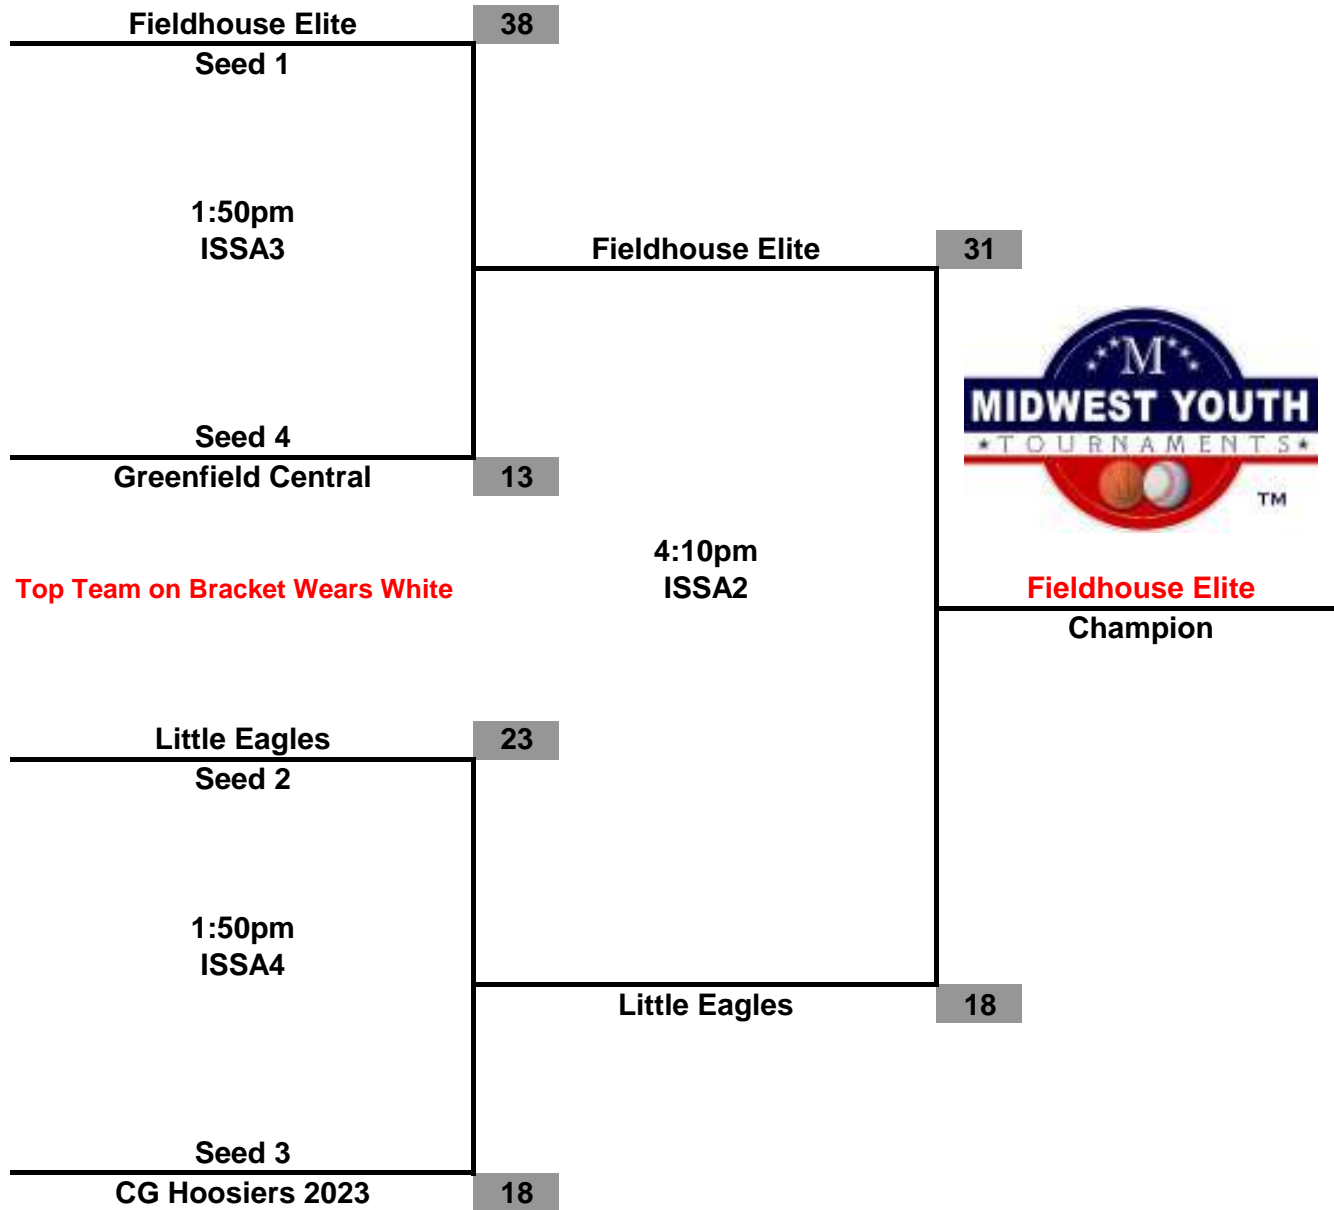 Fieldhouse Elite 38
Seed 1
1:50pm
ISSA3
Fieldhouse Elite 31
M
MIDWEST YOUTH
TOURNAMENTS
TM
Seed 4
Greenfield Central 13
4:10pm
ISSA2
Top Team on Bracket Wears White
Fieldhouse Elite
Champion
Little Eagles 23
Seed 2
1:50pm
ISSA4
Little Eagles 18
Seed 3
CG Hoosiers 2023 18